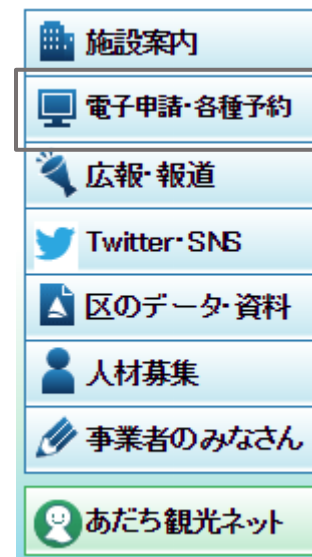 施設案内
電子申請・各種予約
広報・報道
Twitter・SNS
区のデータ・資料
人材募集
事業者のみなさん
あだち観光ネット